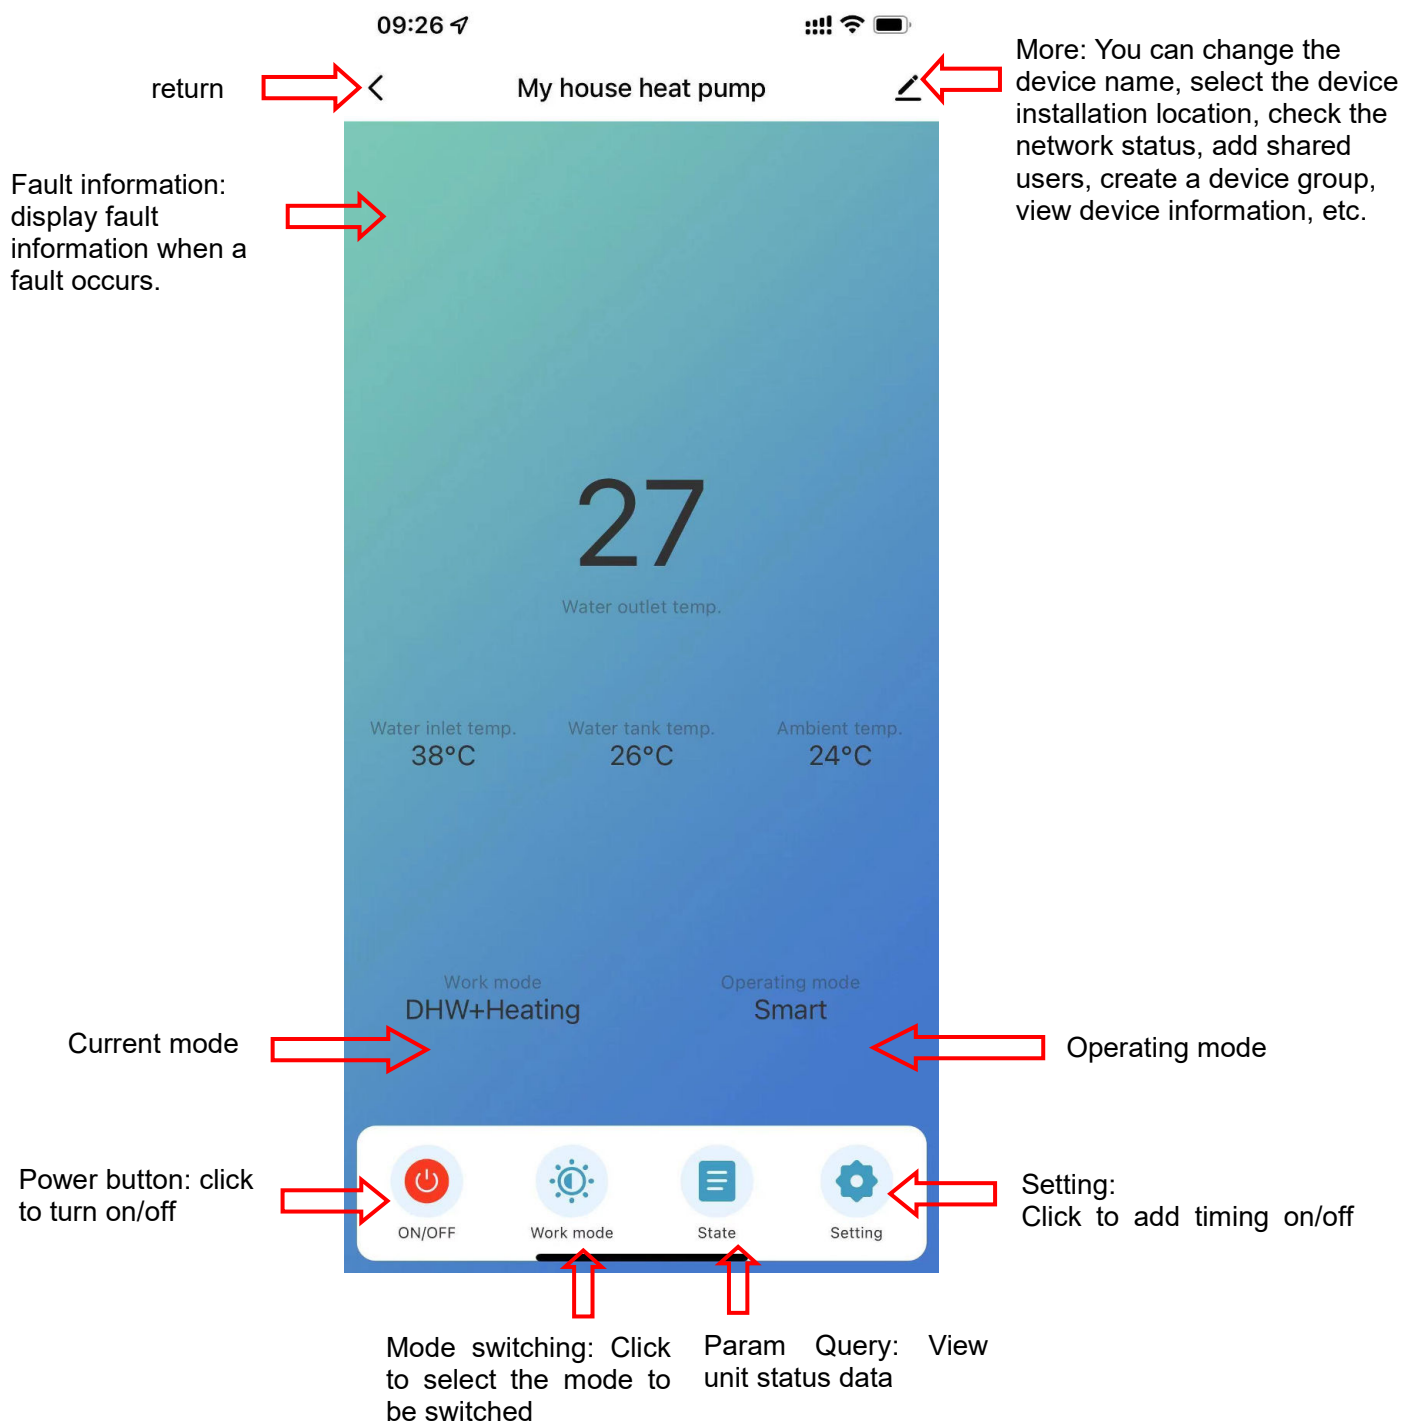 09:26
return
My house heat pump
More: You can change the
device name, select the device
installation location, check the
network status, add shared
users, create a device group,
view device information, etc.
Fault information:
display fault
information when a
fault occurs.
27
Water outlet temp.
Water inlet temp.
38°C
Water tank temp.
26°C
Ambient temp.
24°C
Work mode
DHW+Heating
Operating mode
Smart
Current mode
Operating mode
Power button: click
to turn on/off
ON/OFF
Work mode
State
Setting
Setting:
Click to add timing on/off
Mode switching: Click
to select the mode to
be switched
Param Query: View
unit status data